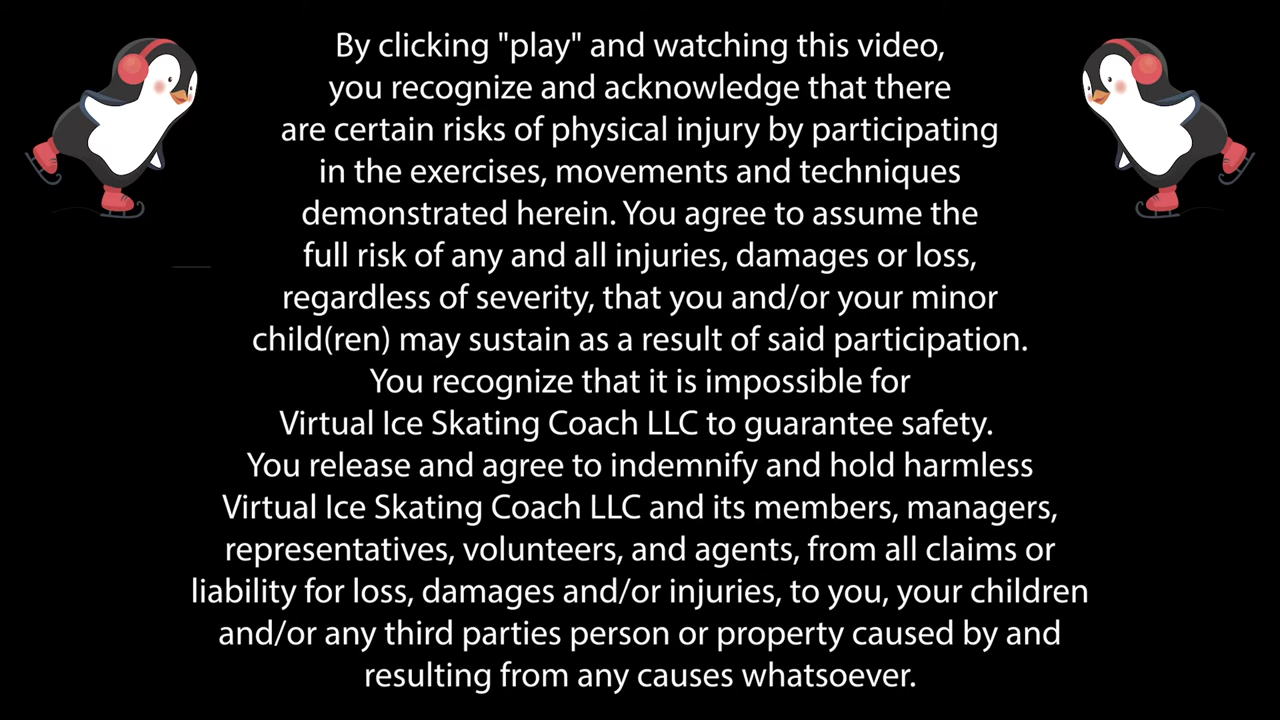 By clicking "play" and watching this video,
you recognize and acknowledge that there
are certain risks of physical injury by participating
in the exercises, movements and techniques
demonstrated herein. You agree to assume the
full risk of any and all injuries, damages or loss,
regardless of severity, that you and/or your minor
child(ren) may sustain as a result of said participation.
You recognize that it is impossible for
Virtual Ice Skating Coach LLC to guarantee safety.
You release and agree to indemnify and hold harmless
Virtual Ice Skating Coach LLC and its members, managers,
representatives, volunteers, and agents, from all claims or
liability for loss, damages and/or injuries, to you, your children
and/or any third parties person or property caused by and
resulting from any causes whatsoever.